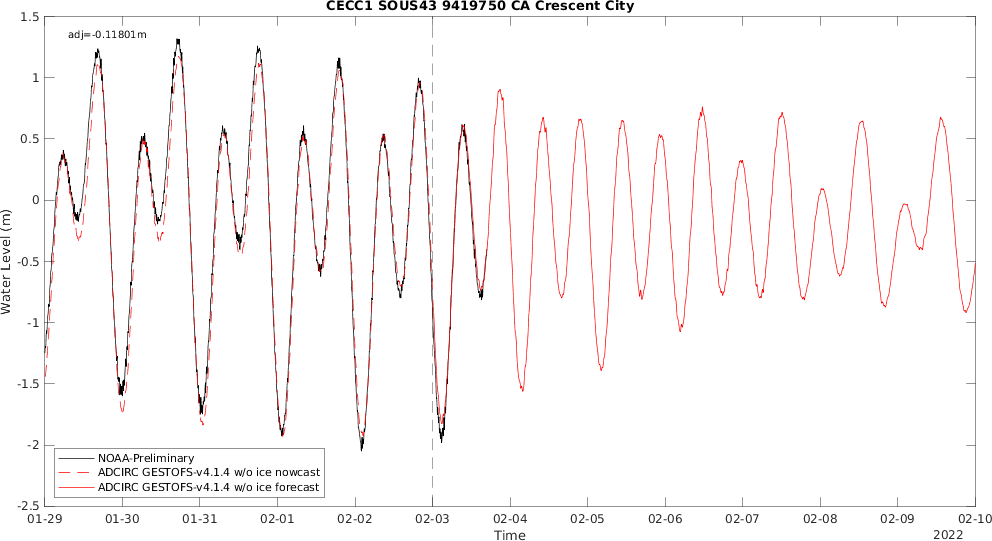 CECC1 SOUS43 9419750 CA Crescent City
adj=-0.11801m
Water Level (m)
1.5
1
0.5
0
-0.5
-1
-1.5
-2
-2.5
NOAA-Preliminary
ADCIRC GESTOFS-v4.1.4 w/o ice nowcast
ADCIRC GESTOFS-v4.1.4 w/o ice forecast
01-29 01-30 01-31 02-01 02-02 02-03 02-04 02-05 02-06 02-07 02-08 02-09 02-10
Time
2022